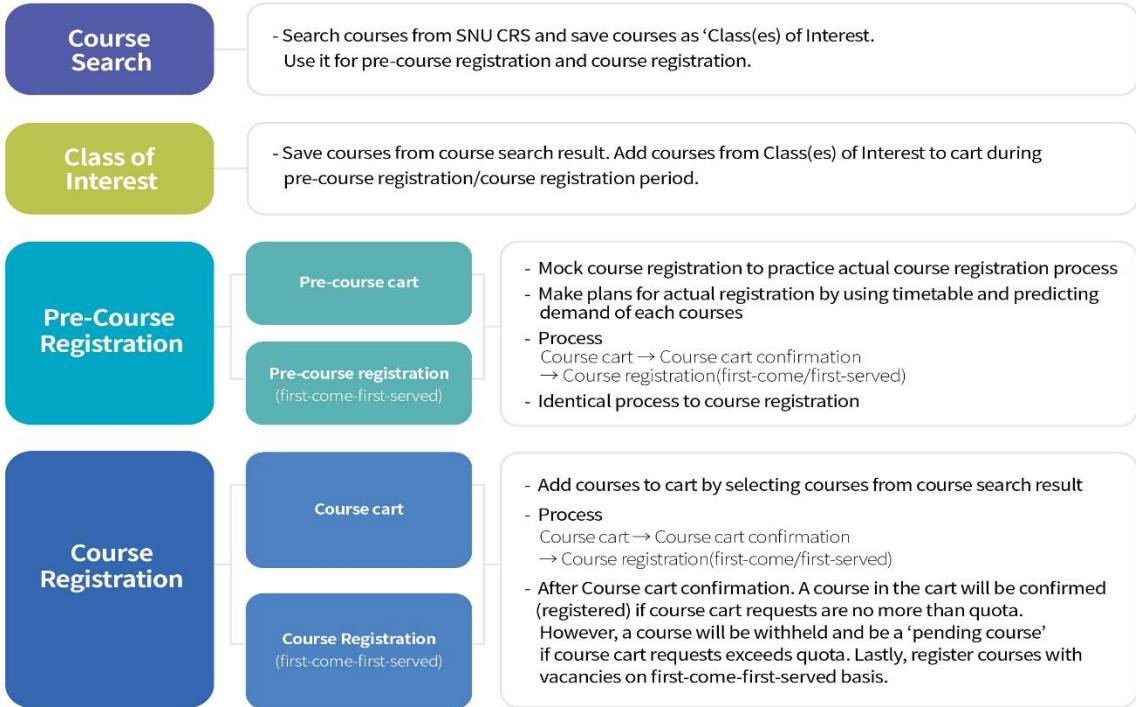 Course
Search
- Search courses from SNU CRS and save courses as ‘Class(es) of Interest.
Use it for pre-course registration and course registration.
Class of
Interest
- Save courses from course search result. Add courses from Class(es) of Interest to cart during
pre-course registration/course registration period.
Pre-Course
Registration
Pre-course cart
Pre-course registration
(first-come-first-served)
- Mock course registration to practice actual course registration process
- Make plans for actual registration by using timetable and predicting
demand of each courses
- Process
Course cart → Course cart confirmation
→ Course registration(first-come/first-served)
- Identical process to course registration
Course
Registration
Course cart
Course Registration
(first-come-first-served)
- Add courses to cart by selecting courses from course search result
- Process
Course cart → Course cart confirmation
→ Course registration(first-come/first-served)
- After Course cart confirmation. A course in the cart will be confirmed
(registered) if course cart requests are no more than quota.
However, a course will be withheld and be a ‘pending course’
if course cart requests exceeds quota. Lastly, register courses with
vacancies on first-come-first-served basis.